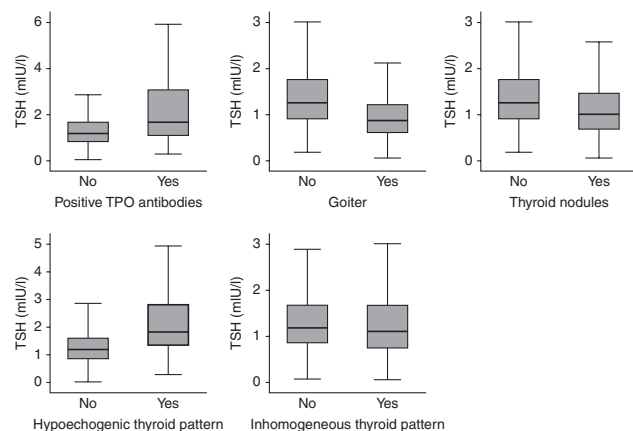 TSH (mIU/l)
6
4
2
0
No Yes
Positive TPO antibodies
TSH (mIU/l)
3
2
1
0
No Yes
Goiter
TSH (mIU/l)
3
2
1
0
No Yes
Thyroid nodules
TSH (mIU/l)
5
4
3
2
1
0
No Yes
Hypoechogenic thyroid pattern
TSH (mIU/l)
3
2
1
0
No Yes
Inhomogeneous thyroid pattern